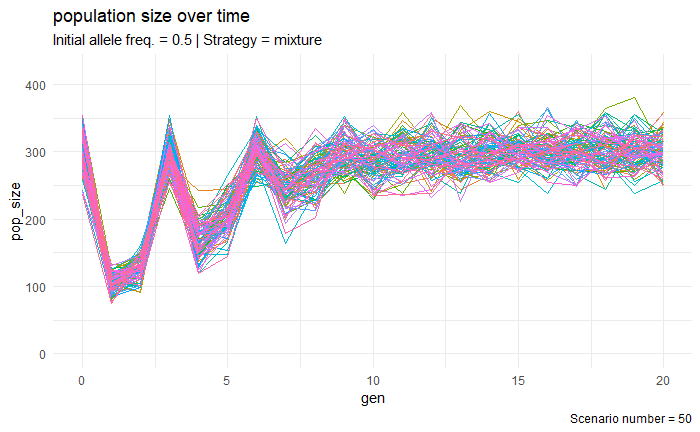 population size over time
Initial allele freq. = 0.5 | Strategy = mixture
400
300
200
100
0
pop_size
0
5
10
15
20
gen
Scenario number = 50